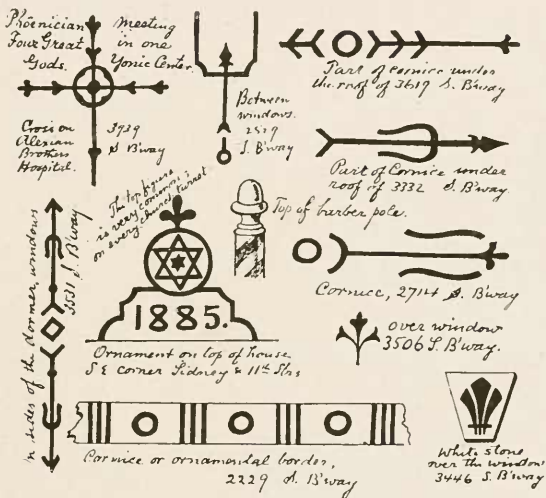 Phoenician
Four Great
Gods.
meeting
in one
Yonic Center.
Cross on
Alexian
Brothers
Hospital.
3939
S B'way
Between
windows.
2519
S. B'way
Part of cornice under
the roof of 3619 S. B'way
Part of Cornice under
roof of 3332 S. B'way.
The top figure
is very common &
on every church turret
Top of barber pole.
In sides of the dormer windows
3531 S B'way.
1885.
Ornament on top of house
S E corner Sidney & 11th Sts
Cornice, 2714 S. B'way
over window
3506 S. B'way.
Cornice or ornamental border,
2229 S. B'way
White stone
over the window
3446 S. B'way